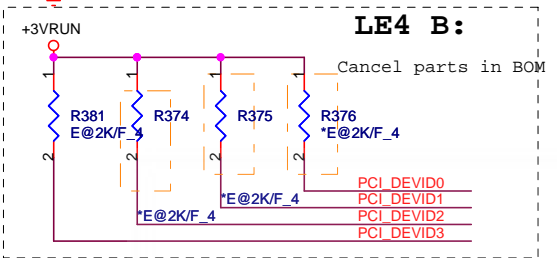 LE4 B:
+3VRUN
Cancel parts in BOM
1
1
1
1
R381
E@2K/F_4
R374
R375
R376
*E@2K/F_4
2
2
2
2
PCI_DEVID0
*E@2K/F_4
PCI_DEVID1
*E@2K/F_4
PCI_DEVID2
PCI_DEVID3